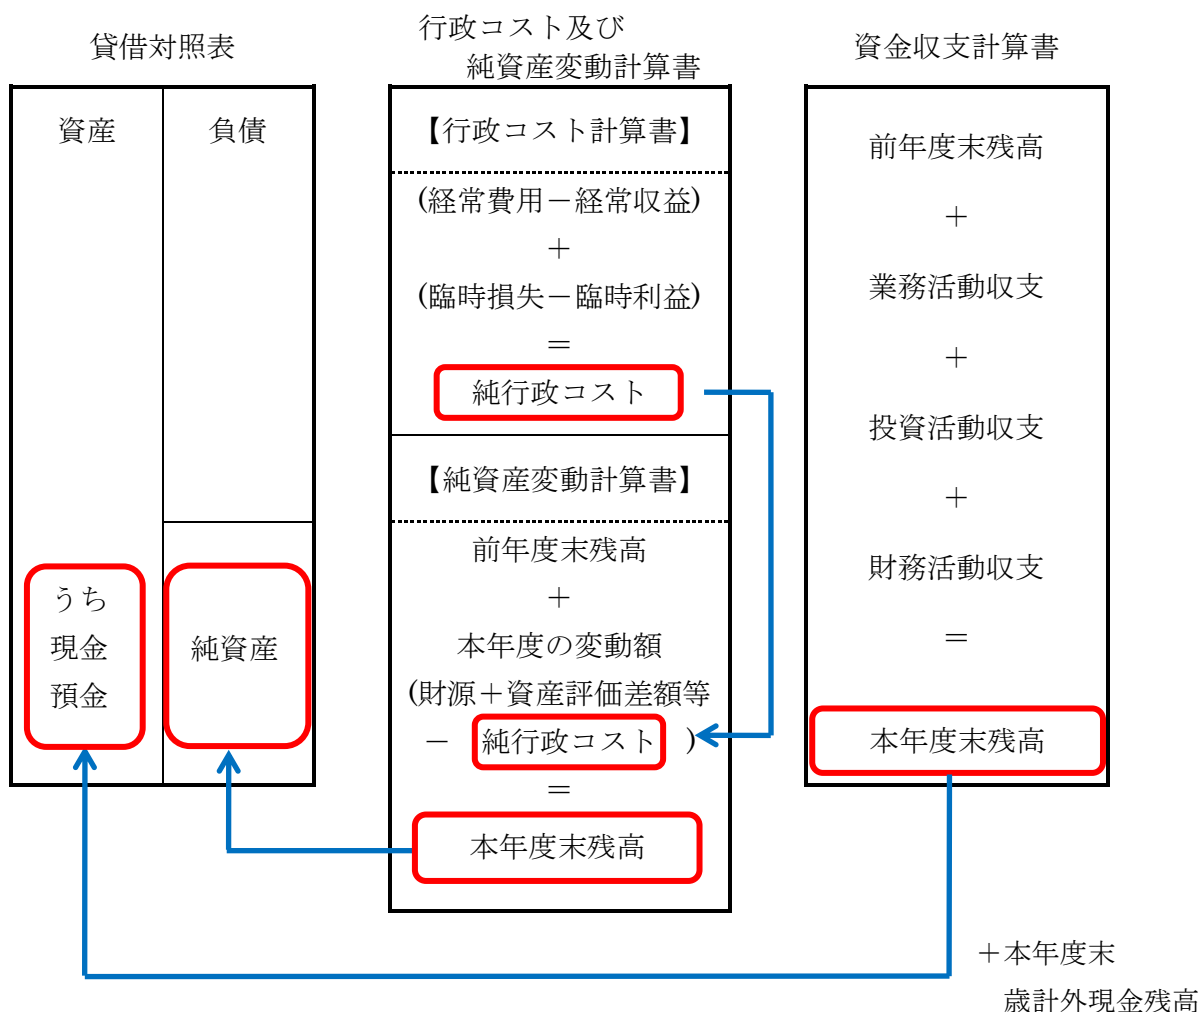 貸借対照表
資産
負債
うち
現金
預金
純資産
行政コスト及び
純資産変動計算書
【行政コスト計算書】
(経常費用－経常収益)
＋
(臨時損失－臨時利益)
＝
純行政コスト
【純資産変動計算書】
前年度末残高
＋
本年度の変動額
(財源＋資産評価差額等
－ 純行政コスト )
＝
本年度末残高
資金収支計算書
前年度末残高
＋
業務活動収支
＋
投資活動収支
＋
財務活動収支
＝
本年度末残高
＋本年度末
歳計外現金残高